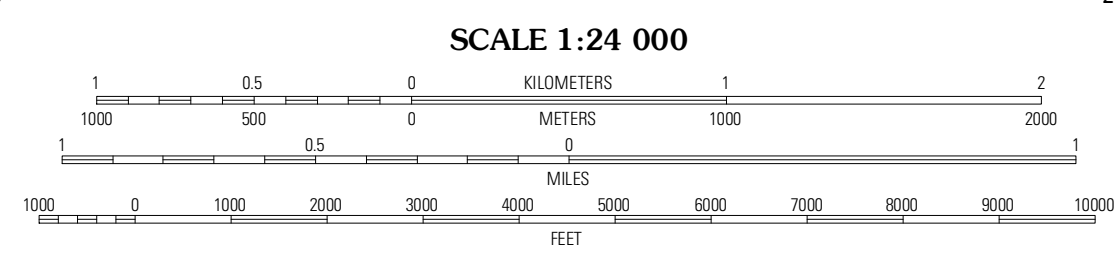 SCALE 1:24 000
1 0.5 0 KILOMETERS 1 2
1000 500 0 METERS 1000 2000
1 0.5 0 1
MILES
1000 0 1000 2000 3000 4000 5000 6000 7000 8000 9000 10000
FEET